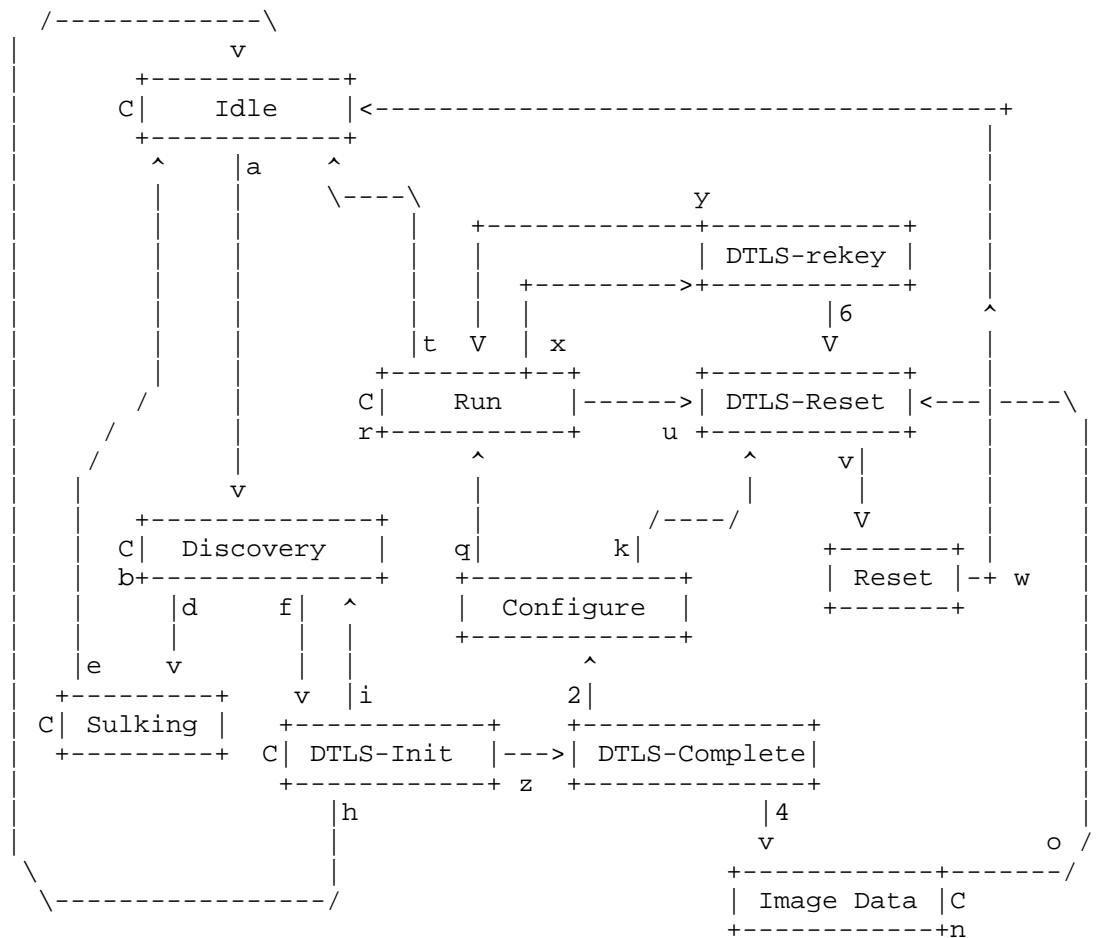 C Idle
a
y
DTLS-rekey
6
t V x V
C Run DTLS-Reset
r u
v
v V
C Discovery q k
b Reset w
d f Configure
e v
v i 2
C Sulking
C DTLS-Init DTLS-Complete
z
h 4
v o
Image Data C
n